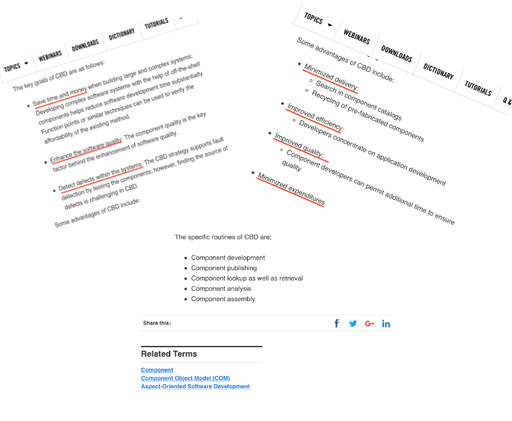 TOPICS
WEBINARS
DOWNLOADS
DICTIONARY
TUTORIALS
The key goals of CBD are as follows:
Save time and money when building large and complex systems:
Developing complex software systems with the help of off-the-shelf
components helps reduce software development time substantially.
Function points or similar techniques can be used to verify the
affordability of the existing method.
Enhance the software quality: The component quality is the key
factor behind the enhancement of software quality.
Detect defects within the systems: The CBD strategy supports fault
detection by testing the components; however, finding the source of
defects is challenging in CBD.
Some advantages of CBD include:
TOPICS
WEBINARS
DOWNLOADS
DICTIONARY
TUTORIALS
Q &
Some advantages of CBD include:
Minimized delivery:
Search in component catalogs
Recycling of pre-fabricated components
Improved efficiency:
Developers concentrate on application development
Improved quality:
Component developers can permit additional time to ensure
quality
Minimized expenditures
The specific routines of CBD are:
Component development
Component publishing
Component lookup as well as retrieval
Component analysis
Component assembly
Share this:
f
G+
in
Related Terms
Component
Component Object Model (COM)
Aspect-Oriented Software Development